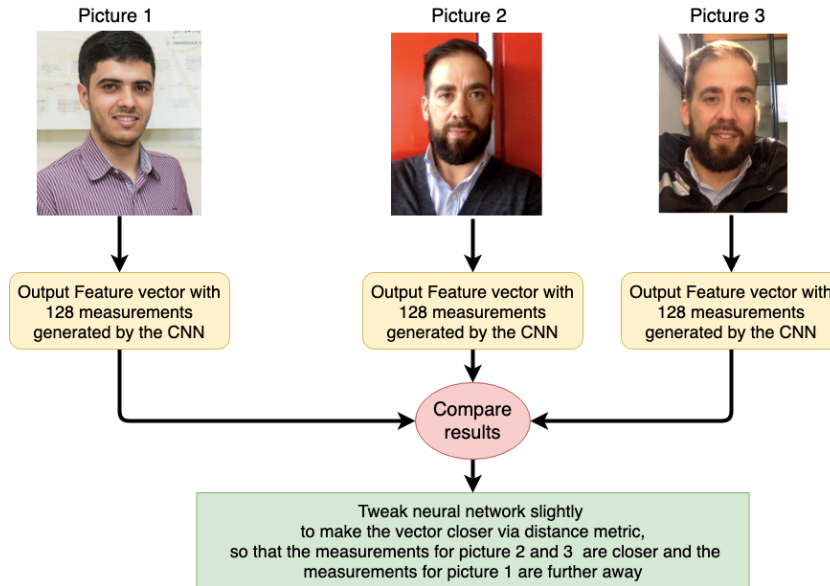 Picture 1
Picture 2
Picture 3
Output Feature vector with
128 measurements
generated by the CNN
Output Feature vector with
128 measurements
generated by the CNN
Output Feature vector with
128 measurements
generated by the CNN
Compare
results
Tweak neural network slightly
to make the vector closer via distance metric,
so that the measurements for picture 2 and 3 are closer and the
measurements for picture 1 are further away